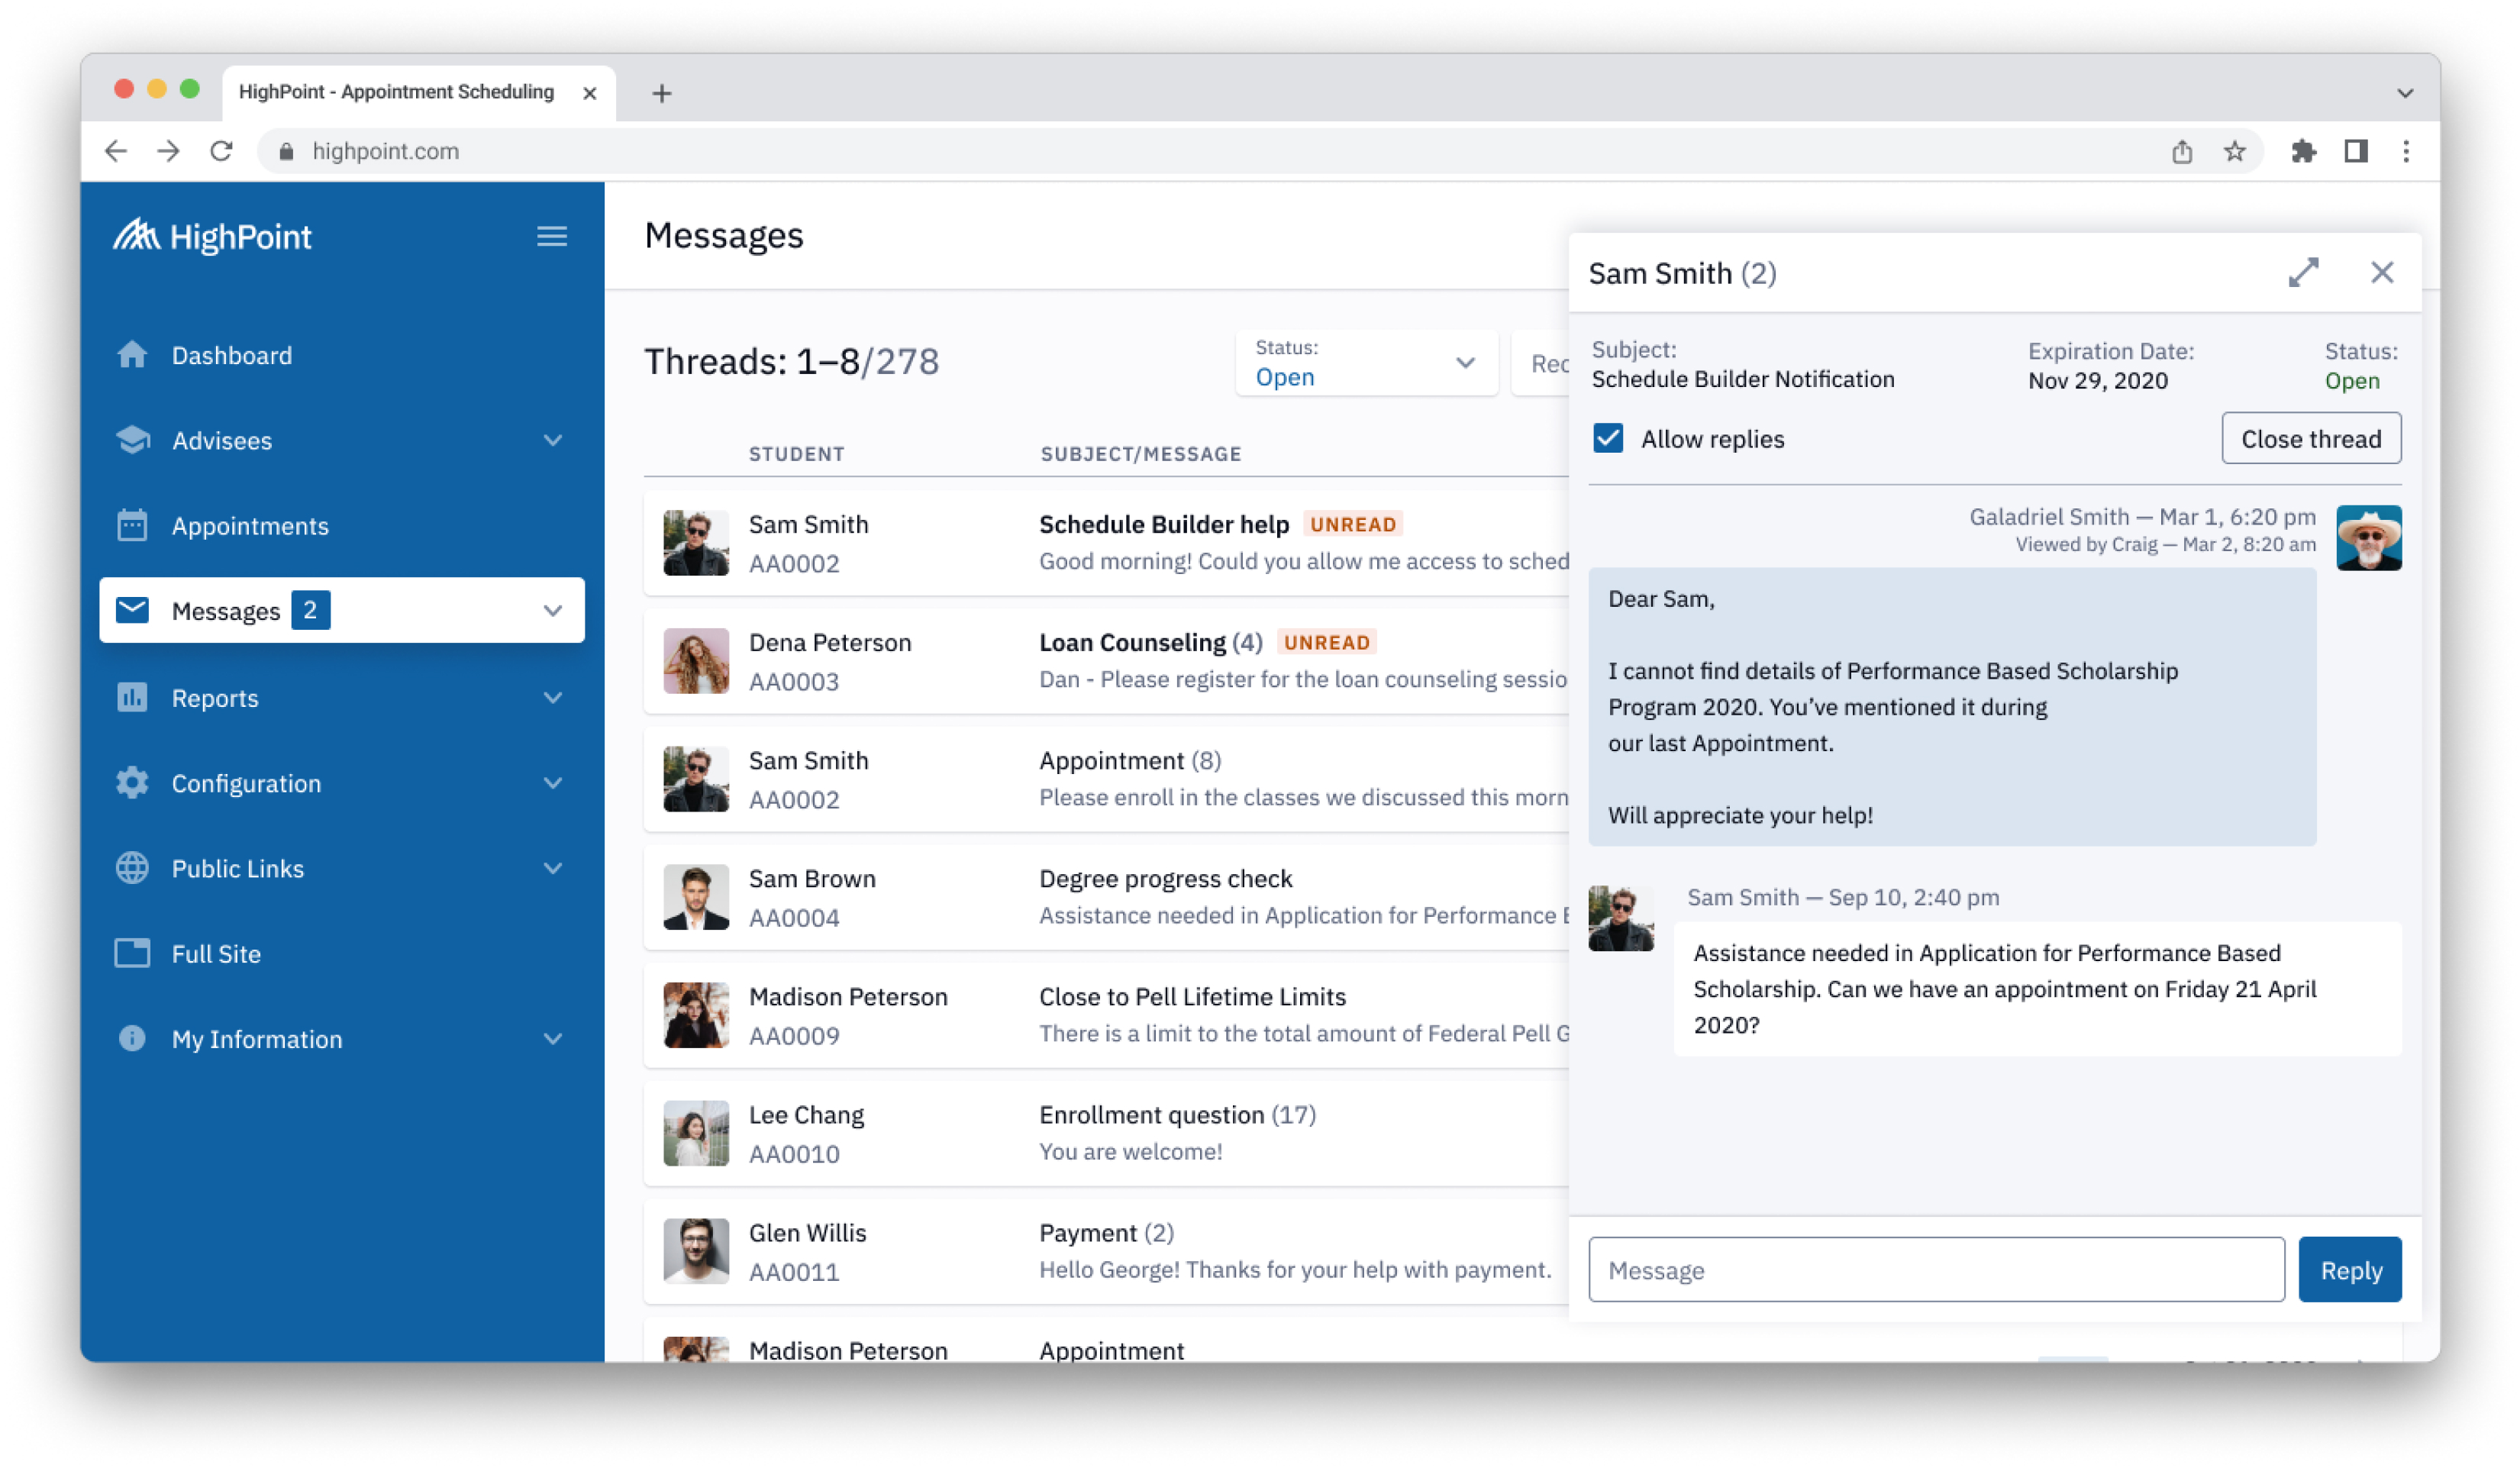 HighPoint - Appointment Scheduling
highpoint.com
HighPoint
Dashboard
Advisees
Appointments
Messages 2
Reports
Configuration
Public Links
Full Site
My Information
Messages
Threads: 1–8/278
Status:
Open
Rec
STUDENT SUBJECT/MESSAGE
Sam Smith
AA0002
Schedule Builder help UNREAD
Good morning! Could you allow me access to sched
Dena Peterson
AA0003
Loan Counseling (4) UNREAD
Dan - Please register for the loan counseling sessio
Sam Smith
AA0002
Appointment (8)
Please enroll in the classes we discussed this morn
Sam Brown
AA0004
Degree progress check
Assistance needed in Application for Performance
Madison Peterson
AA0009
Close to Pell Lifetime Limits
There is a limit to the total amount of Federal Pell G
Lee Chang
AA0010
Enrollment question (17)
You are welcome!
Glen Willis
AA0011
Payment (2)
Hello George! Thanks for your help with payment.
Madison Peterson
Appointment
Sam Smith (2)
Subject:
Schedule Builder Notification
Expiration Date:
Nov 29, 2020
Status:
Open
Allow replies
Close thread
Galadriel Smith — Mar 1, 6:20 pm
Viewed by Craig — Mar 2, 8:20 am
Dear Sam,
I cannot find details of Performance Based Scholarship
Program 2020. You’ve mentioned it during
our last Appointment.
Will appreciate your help!
Sam Smith — Sep 10, 2:40 pm
Assistance needed in Application for Performance Based
Scholarship. Can we have an appointment on Friday 21 April
2020?
Message
Reply